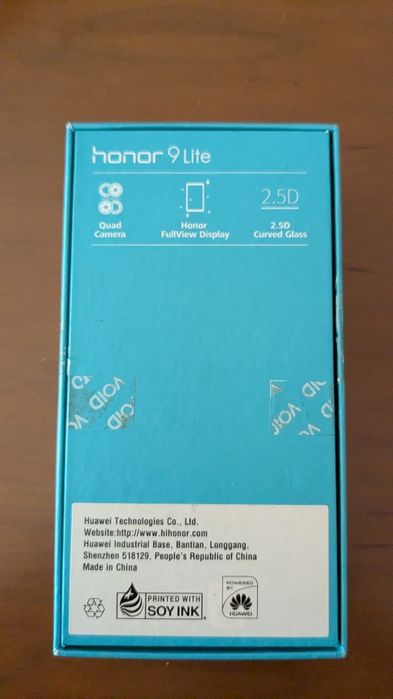 honor 9 Lite
2.5D
Quad Camera
Honor FullView Display
2.5D Curved Glass
VOID
VOID
VOID
VOID
Huawei Technologies Co., Ltd.
Website:http://www.hihonor.com
Huawei Industrial Base, Bantian, Longgang,
Shenzhen 518129, People's Republic of China
Made in China
PRINTED WITH
SOY INK
POWERED BY
HUAWEI